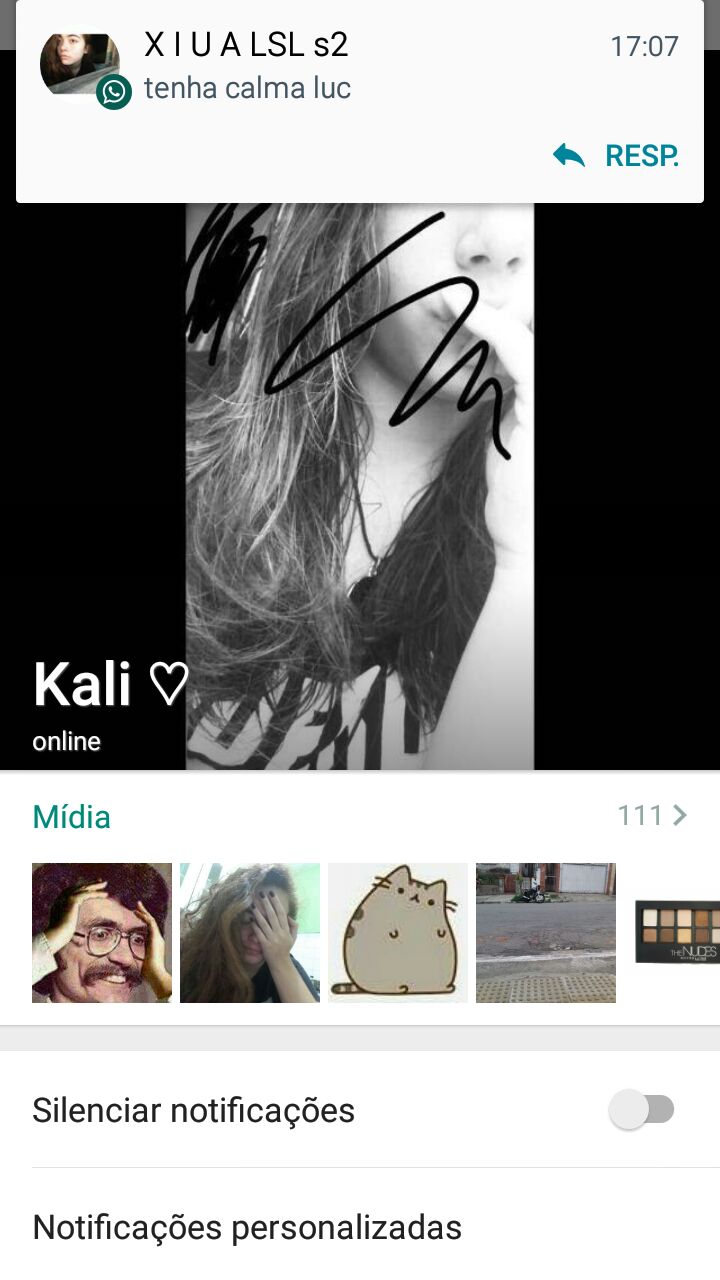 X I U A LSL s2
17:07
tenha calma luc
RESP.
Kali ♡
online
Mídia
111
THE NUDES
Silenciar notificações
Notificações personalizadas